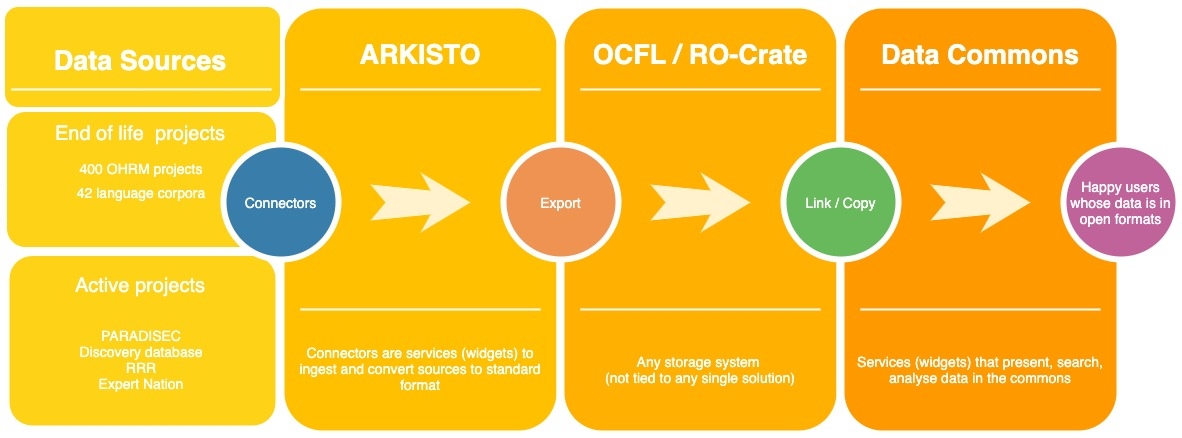 Data Sources
End of life  projects
400 OHRM projects
42 language corpora
Active projects
PARADISEC
Discovery database
RRR
Expert Nation
Connectors
ARKISTO
Connectors are services (widgets) to
ingest and convert sources to standard
format
Export
OCFL / RO-Crate
Any storage system
(not tied to any single solution)
Link / Copy
Data Commons
Services (widgets) that present, search,
analyse data in the commons
Happy users
whose data is in
open formats